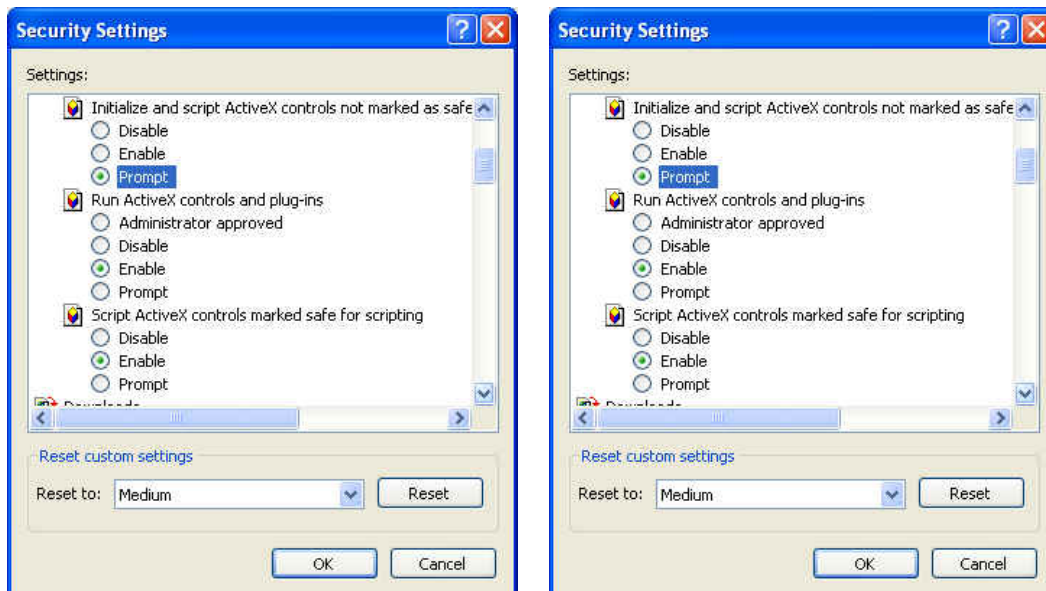 Security Settings
Settings:
Initialize and script ActiveX controls not marked as safe
Disable
Enable
Prompt
Run ActiveX controls and plug-ins
Administrator approved
Disable
Enable
Prompt
Script ActiveX controls marked safe for scripting
Disable
Enable
Prompt
Downloads
Reset custom settings
Reset to: Medium Reset
OK Cancel
Security Settings
Settings:
Initialize and script ActiveX controls not marked as safe
Disable
Enable
Prompt
Run ActiveX controls and plug-ins
Administrator approved
Disable
Enable
Prompt
Script ActiveX controls marked safe for scripting
Disable
Enable
Prompt
Downloads
Reset custom settings
Reset to: Medium Reset
OK Cancel